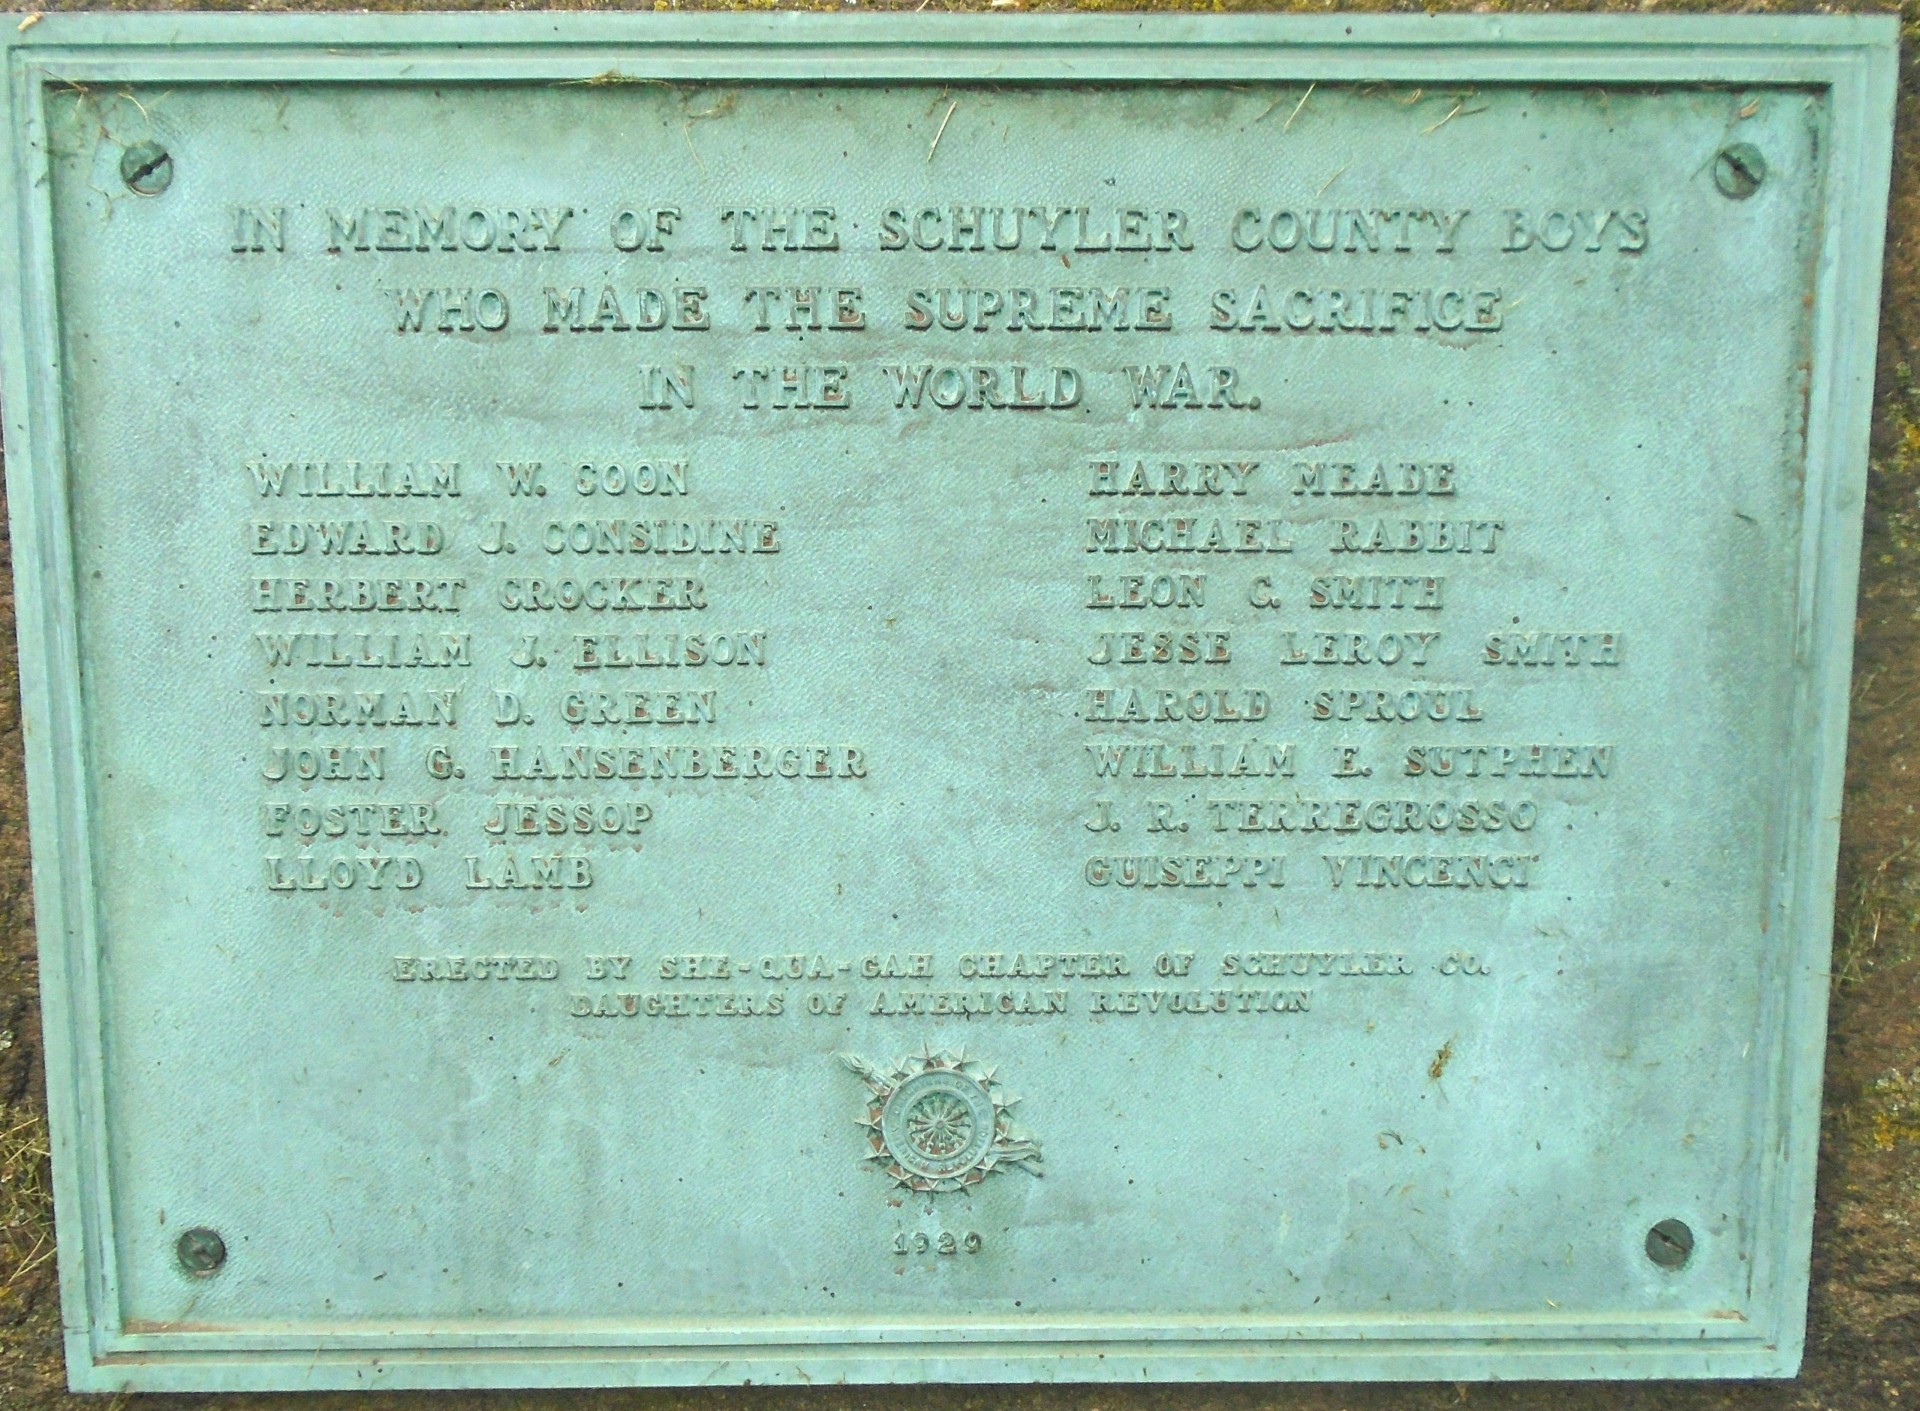 IN MEMORY OF THE SCHUYLER COUNTY BOYS
WHO MADE THE SUPREME SACRIFICE
IN THE WORLD WAR.
WILLIAM W. COON
EDWARD J. CONSIDINE
HERBERT CROCKER
WILLIAM J. ELLISON
NORMAN D. GREEN
JOHN G. HANSENBERGER
FOSTER JESSOP
LLOYD LAMB
HARRY MEADE
MICHAEL RABBIT
LEON C. SMITH
JESSE LEROY SMITH
HAROLD SPROUL
WILLIAM E. SUTPHEN
J. R. TERREGROSSO
GUISEPPI VINCENCI
ERECTED BY SHE-QUA-GAH CHAPTER OF SCHUYLER CO.
DAUGHTERS OF AMERICAN REVOLUTION
1929